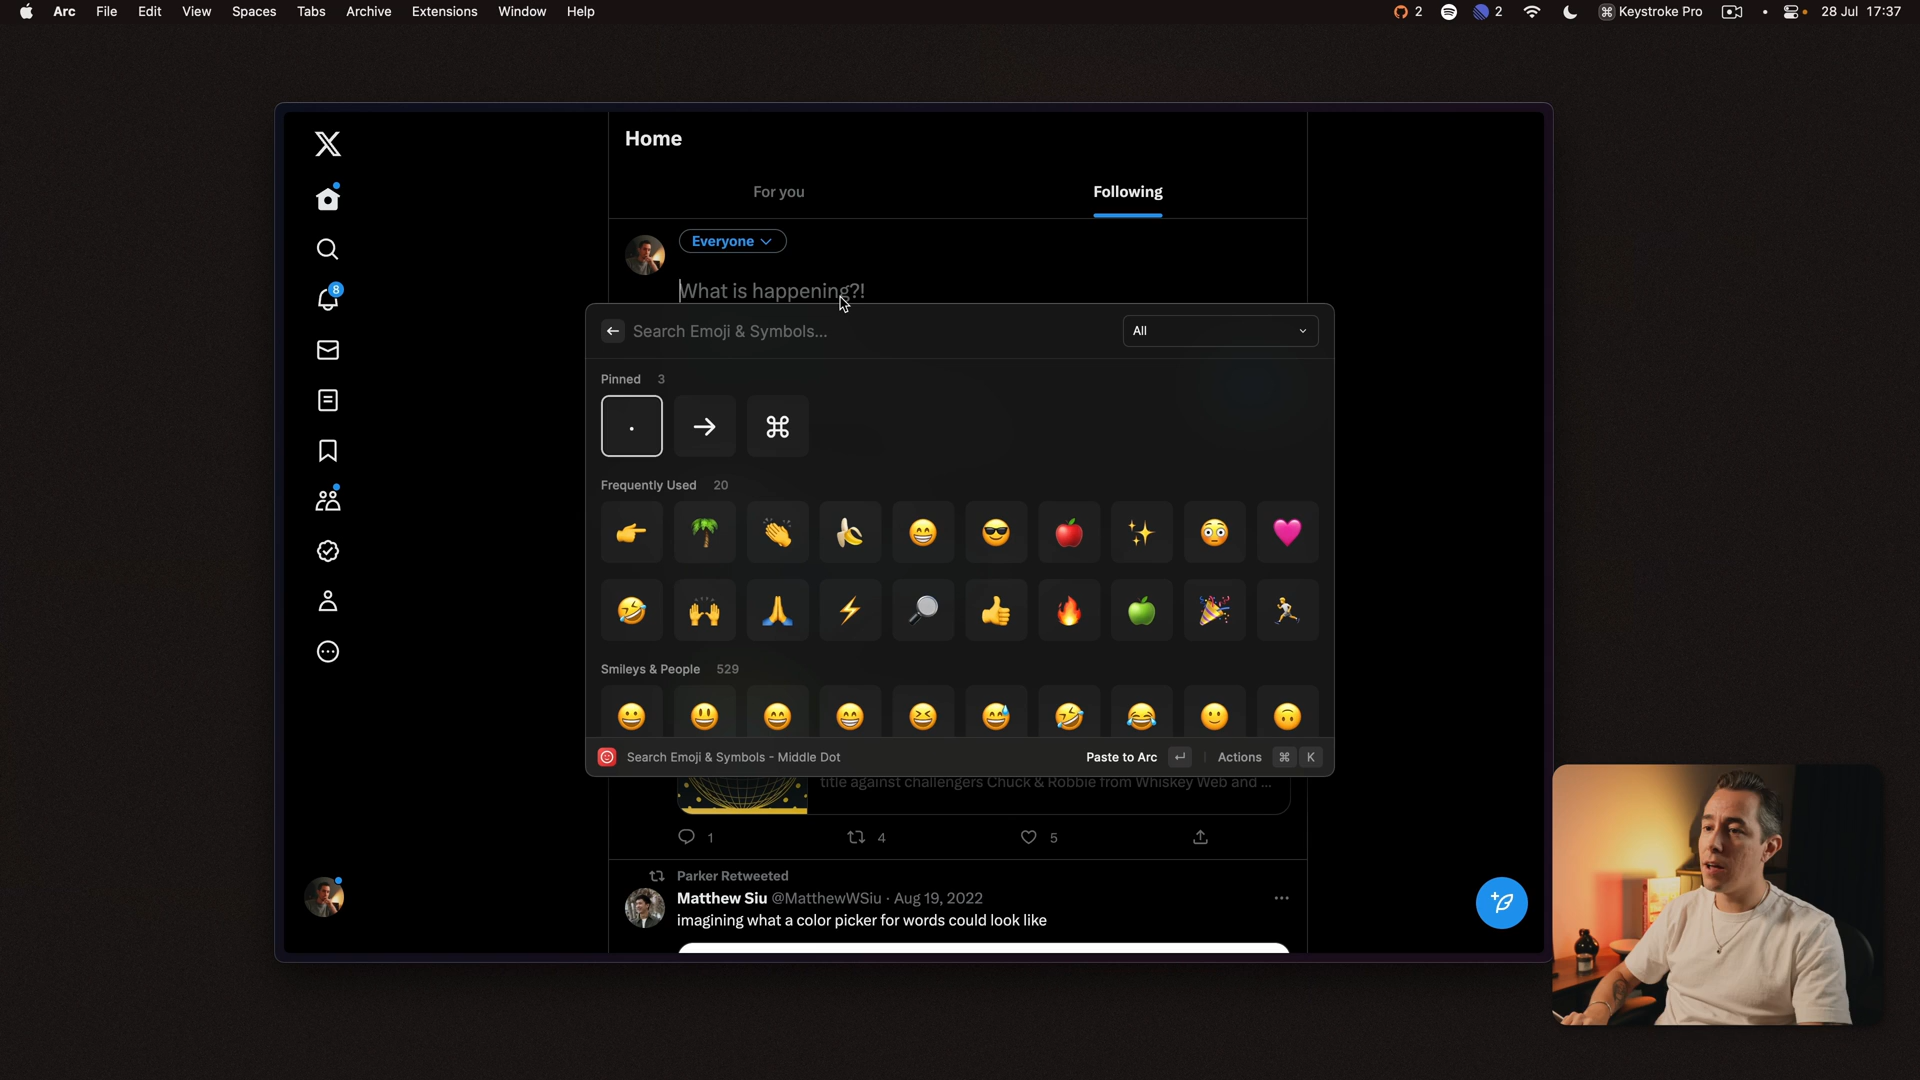 Arc File Edit View Spaces Tabs Archive Extensions Window Help 2 2 ⌘ Keystroke Pro 28 Jul 17:37
Home
For you Following
Everyone
What is happening?!
8
Search Emoji & Symbols... All
Pinned 3
· → ⌘
Frequently Used 20
Smileys & People 529
Search Emoji & Symbols - Middle Dot Paste to Arc ↵ Actions ⌘ K
title against challengers Chuck & Robbie from Whiskey Web and ...
1 4 5
Parker Retweeted
Matthew Siu @MatthewWSiu · Aug 19, 2022
imagining what a color picker for words could look like